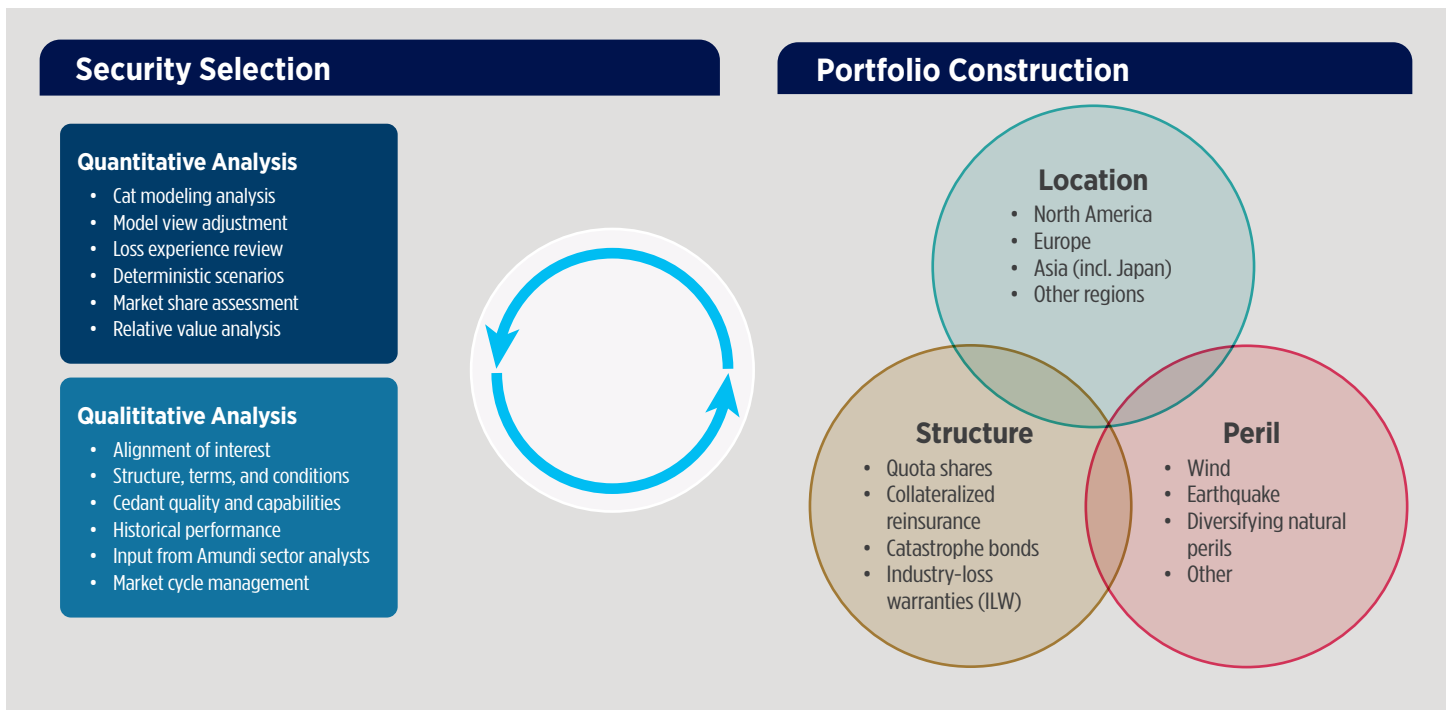 Security Selection
Quantitative Analysis
• Cat modeling analysis
• Model view adjustment
• Loss experience review
• Deterministic scenarios
• Market share assessment
• Relative value analysis
Qualititative Analysis
• Alignment of interest
• Structure, terms, and conditions
• Cedant quality and capabilities
• Historical performance
• Input from Amundi sector analysts
• Market cycle management
Portfolio Construction
Location
• North America
• Europe
• Asia (incl. Japan)
• Other regions
Structure
• Quota shares
• Collateralized
reinsurance
• Catastrophe bonds
• Industry-loss
warranties (ILW)
Peril
• Wind
• Earthquake
• Diversifying natural
perils
• Other